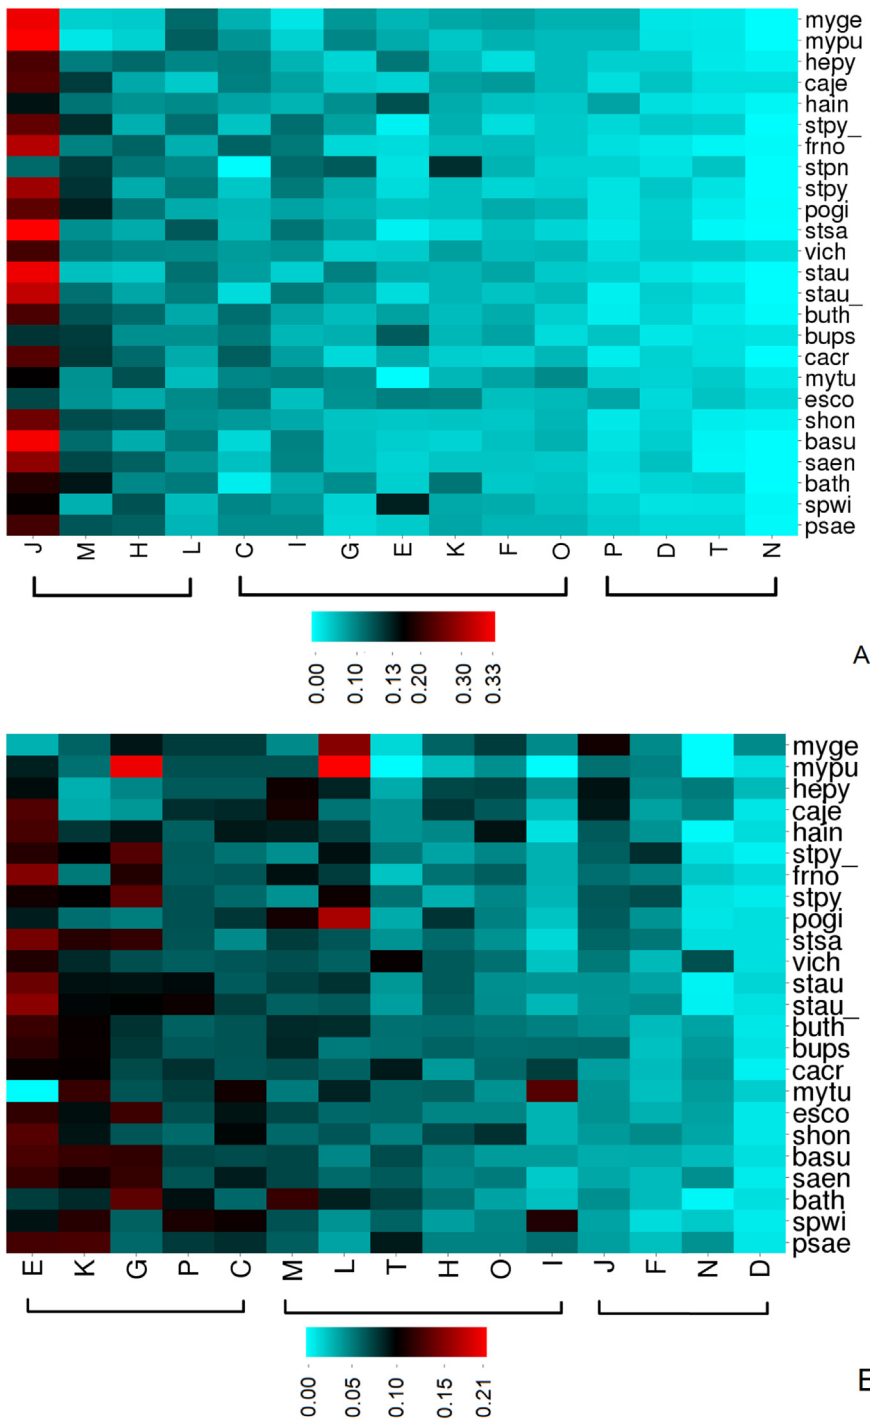 myge
mypu
hepy
caje
hain
stpy_
frno
stpn
stpy
pogi
stsa
vich
stau
stau_
buth
bups
cacr
mytu
esco
shon
basu
saen
bath
spwi
psae
J M H L C I G E K F O P D T N
0.00 0.10 0.13 0.20 0.30 0.33
A
myge
mypu
hepy
caje
hain
stpy_
frno
stpy
pogi
stsa
vich
stau
stau_
buth
bups
cacr
mytu
esco
shon
basu
saen
bath
spwi
psae
E K G P C M L T H O I J F N D
0.00 0.05 0.10 0.15 0.21